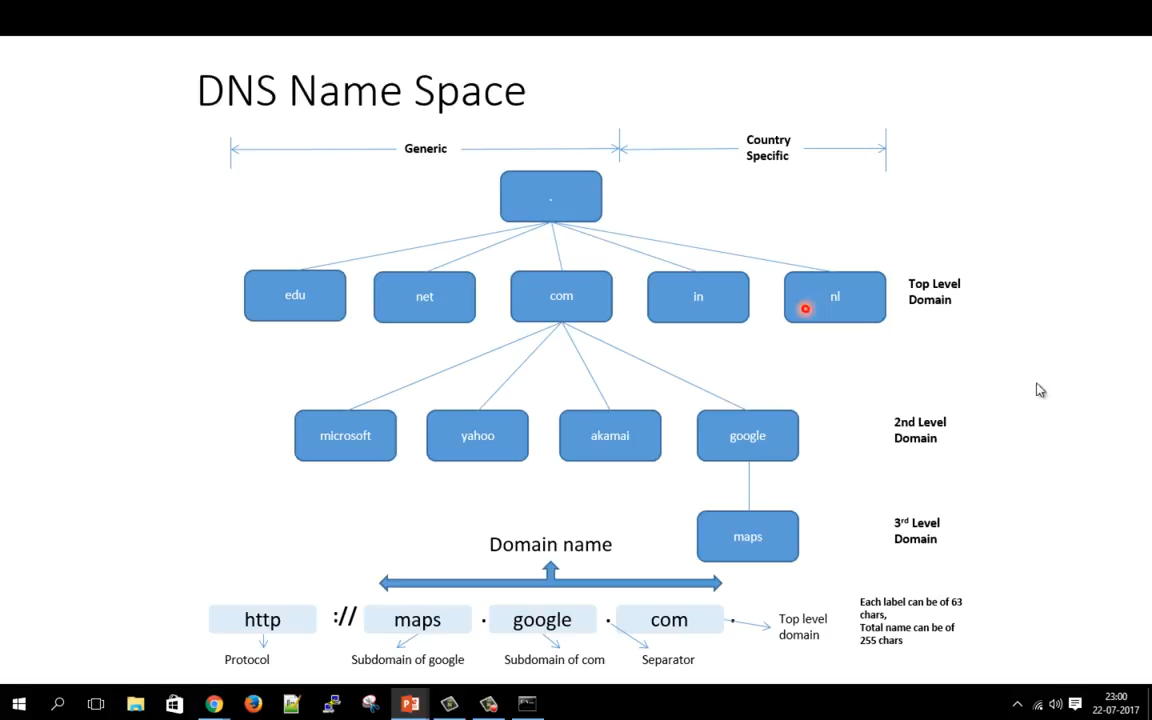 DNS Name Space
Generic
Country
Specific
.
edu
net
com
in
nl
Top Level
Domain
microsoft
yahoo
akamai
google
2nd Level
Domain
maps
3rd Level
Domain
Domain name
http :// maps . google . com .
Top level
domain
Protocol
Subdomain of google
Subdomain of com
Separator
Each label can be of 63
chars,
Total name can be of
255 chars
23:00
22-07-2017